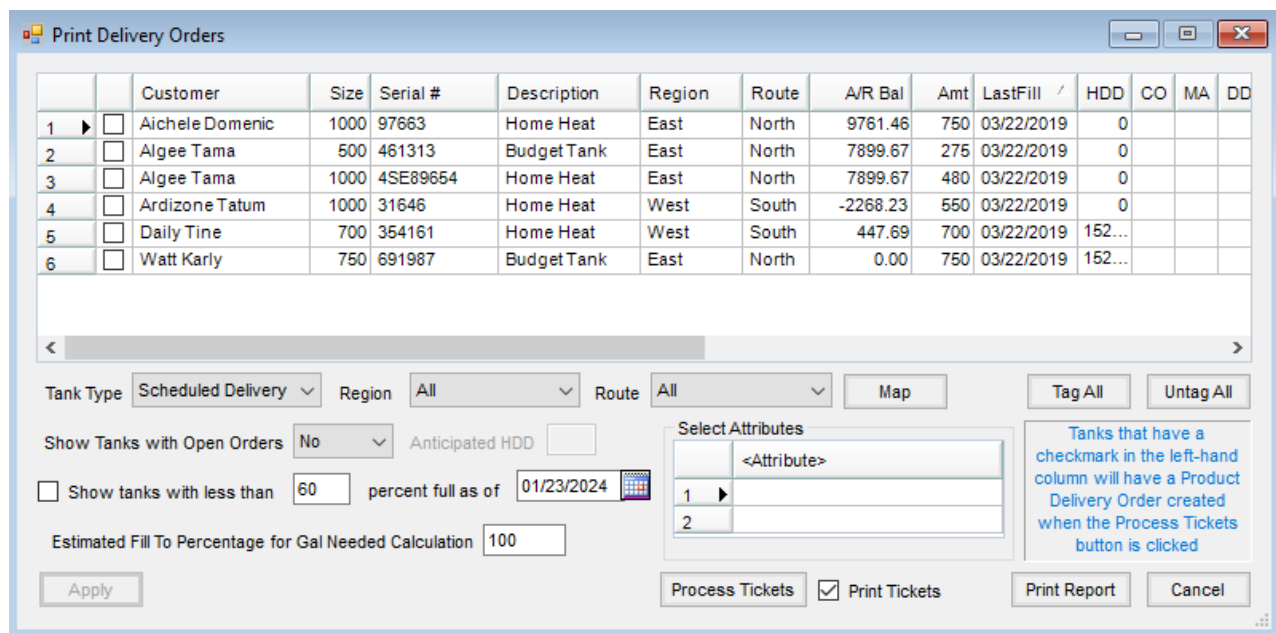 Print Delivery Orders
Customer Size Serial # Description Region Route A/R Bal Amt LastFill HDD CO MA DD
1 Aichele Domenic 1000 97663 Home Heat East North 9761.46 750 03/22/2019 0
2 Algee Tama 500 461313 Budget Tank East North 7899.67 275 03/22/2019 0
3 Algee Tama 1000 4SE89654 Home Heat East North 7899.67 480 03/22/2019 0
4 Ardizone Tatum 1000 31646 Home Heat West South -2268.23 550 03/22/2019 0
5 Daily Tine 700 354161 Home Heat West South 447.69 700 03/22/2019 152...
6 Watt Karly 750 691987 Budget Tank East North 0.00 750 03/22/2019 152...
Tank Type Scheduled Delivery Region All Route All Map Tag All Untag All
Show Tanks with Open Orders No Anticipated HDD
Show tanks with less than 60 percent full as of 01/23/2024
Estimated Fill To Percentage for Gal Needed Calculation 100
Select Attributes
<Attribute>
1
2
Tanks that have a
checkmark in the left-hand
column will have a Product
Delivery Order created
when the Process Tickets
button is clicked
Apply Process Tickets Print Tickets Print Report Cancel